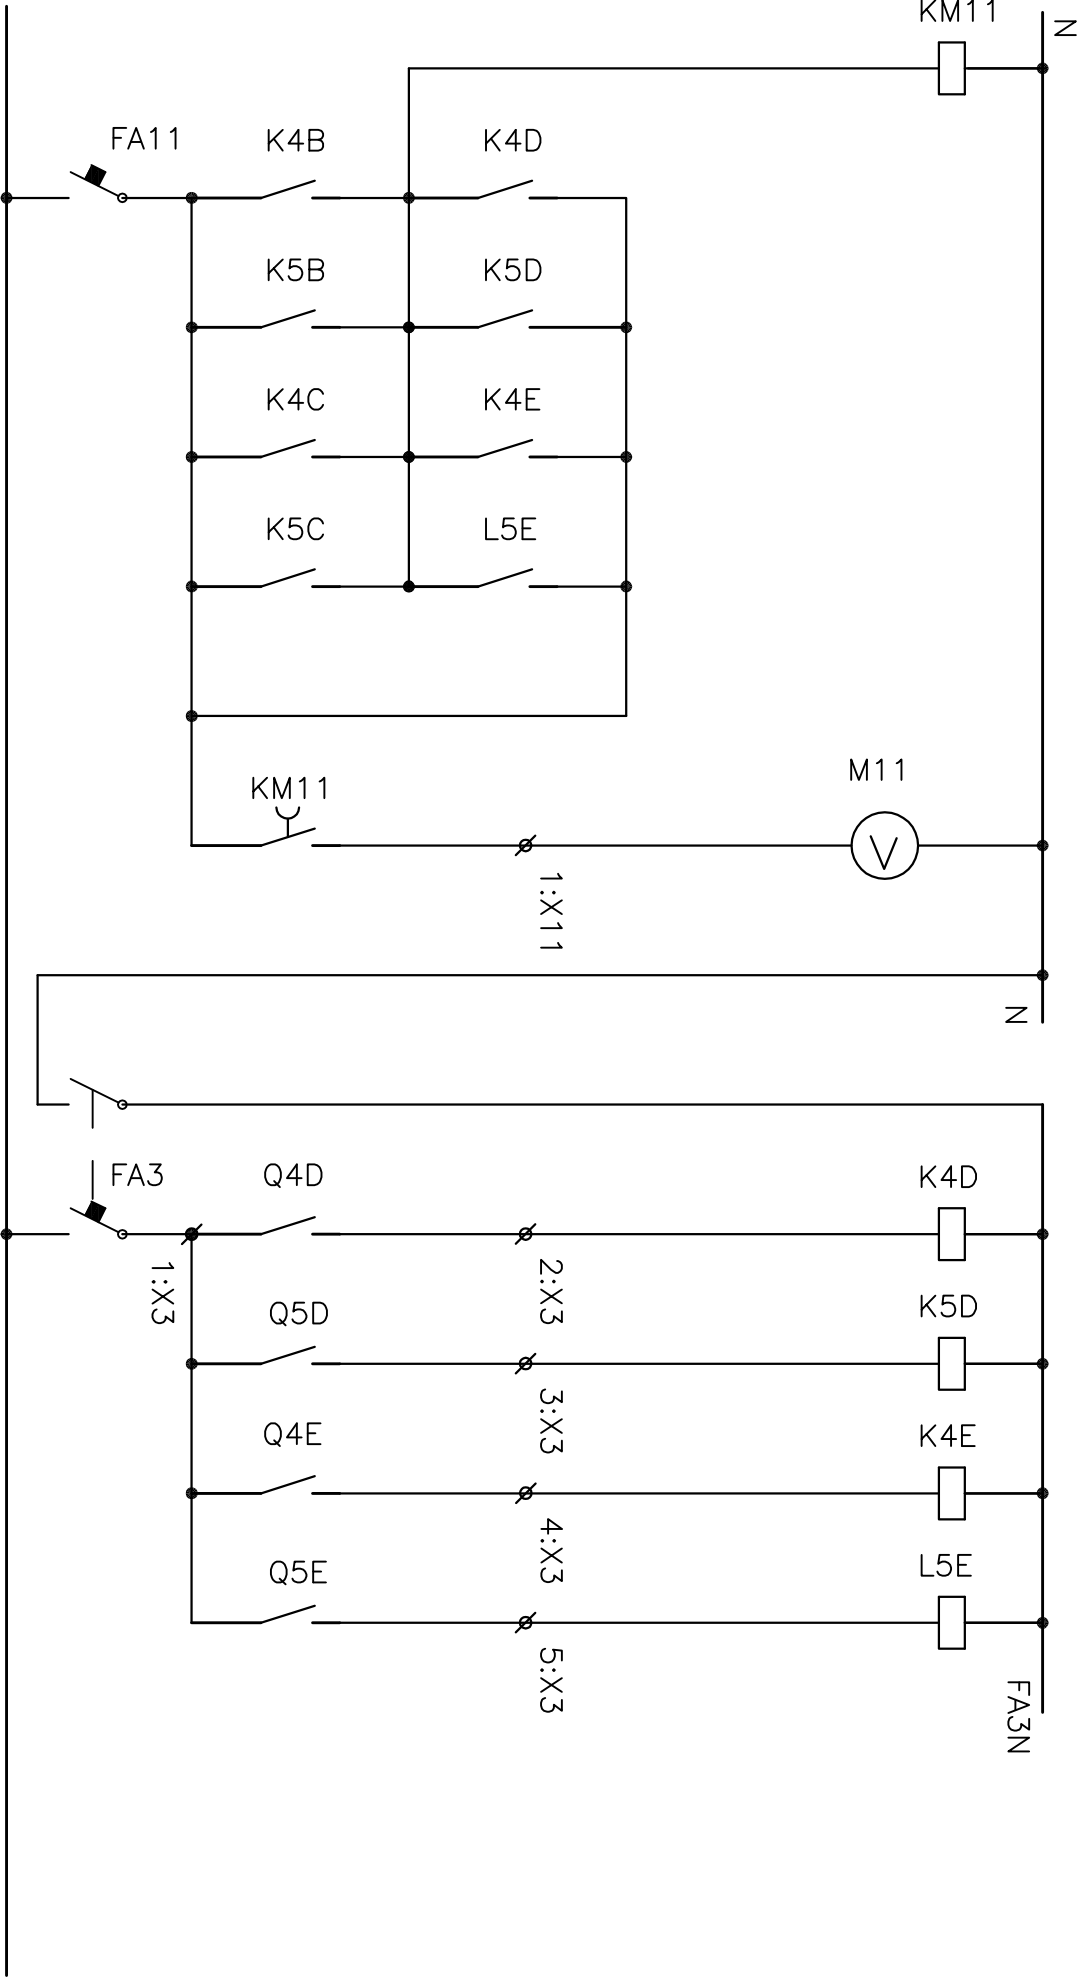 KM11
N
FA11
K4B
K4D
K5B
K5D
K4C
K4E
K5C
L5E
KM11
M11
V
1:X11
N
FA3
Q4D
K4D
1:X3
2:X3
Q5D
K5D
3:X3
Q4E
K4E
4:X3
Q5E
L5E
5:X3
FA3N